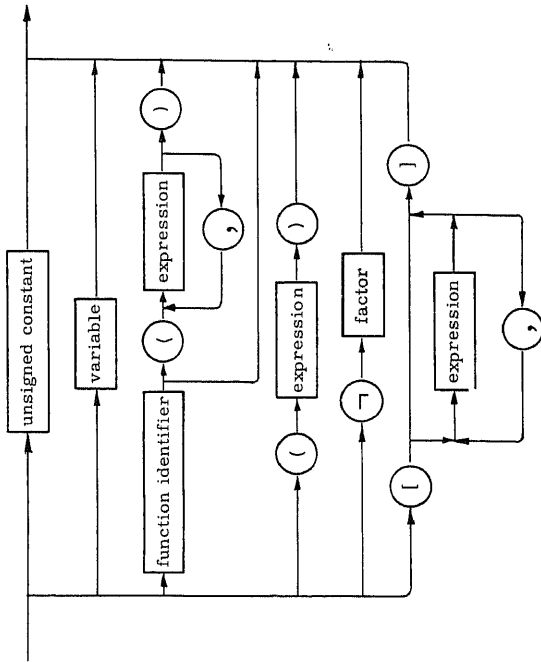 unsigned constant
variable
function identifier
(
expression
)
,
(
expression
)
¬
factor
[
expression
]
,